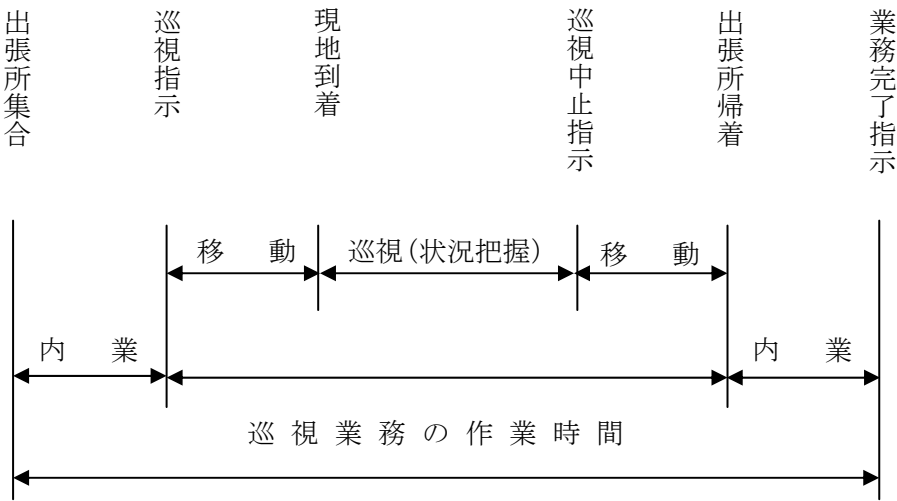 出張所集合
巡視指示
現地到着
巡視中止指示
出張所帰着
業務完了指示
移 動
巡視(状況把握)
移 動
内 業
内 業
巡視業務の作業時間